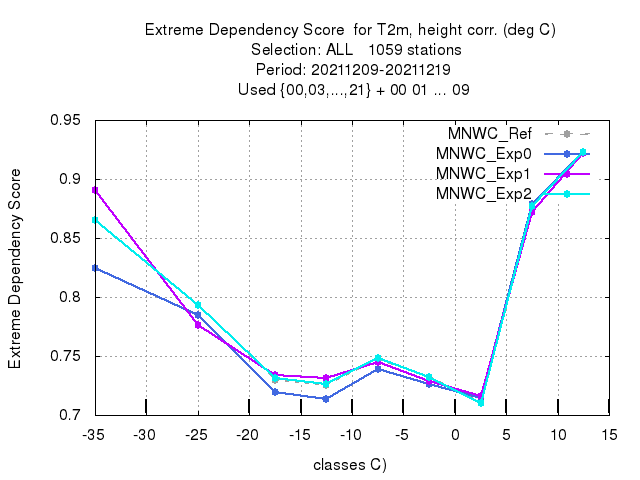 Extreme Dependency Score  for T2m, height corr. (deg C)
Selection: ALL   1059 stations
Period: 20211209-20211219
Used {00,03,...,21} + 00 01 ... 09
Extreme Dependency Score
0.95
0.9
0.85
0.8
0.75
0.7
MNWC_Ref
MNWC_Exp0
MNWC_Exp1
MNWC_Exp2
-35 -30 -25 -20 -15 -10 -5 0 5 10 15
classes C)